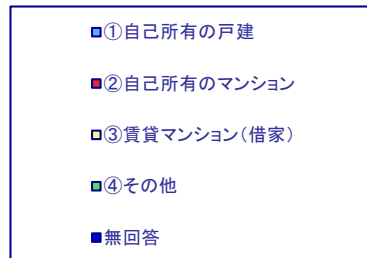 ①自己所有の戸建
②自己所有のマンション
③賃貸マンション(借家)
④その他
無回答